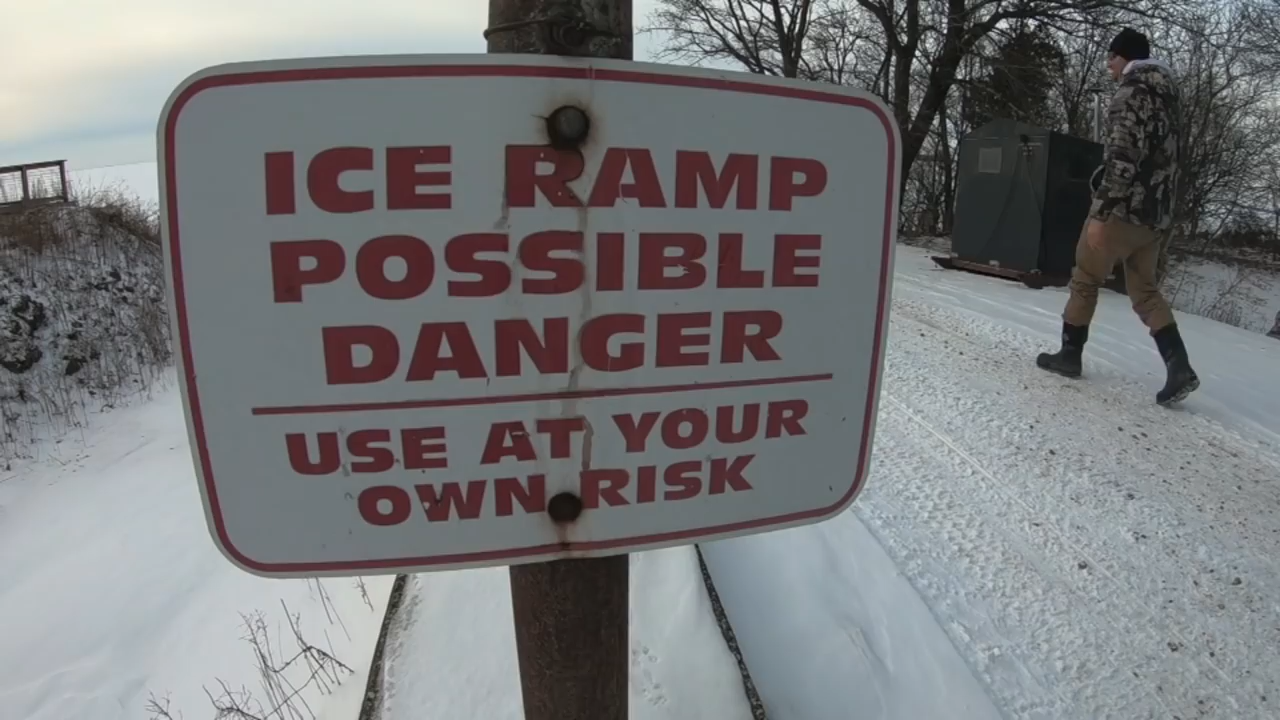 ICE RAMP
POSSIBLE
DANGER
USE AT YOUR
OWN RISK